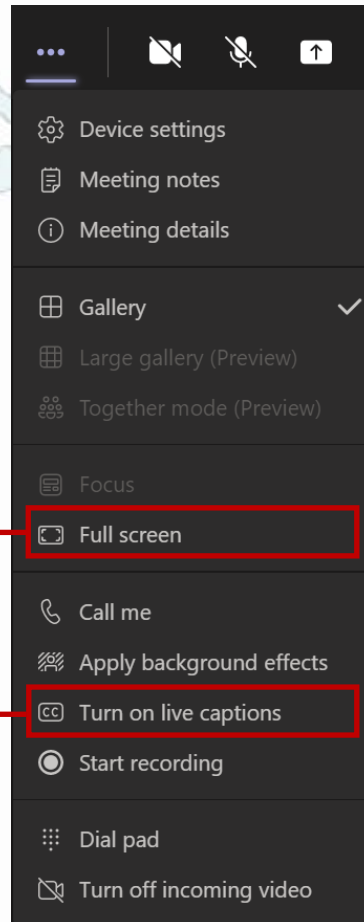 Device settings
Meeting notes
Meeting details
Gallery
Large gallery (Preview)
Together mode (Preview)
Focus
Full screen
Call me
Apply background effects
CC Turn on live captions
Start recording
Dial pad
Turn off incoming video